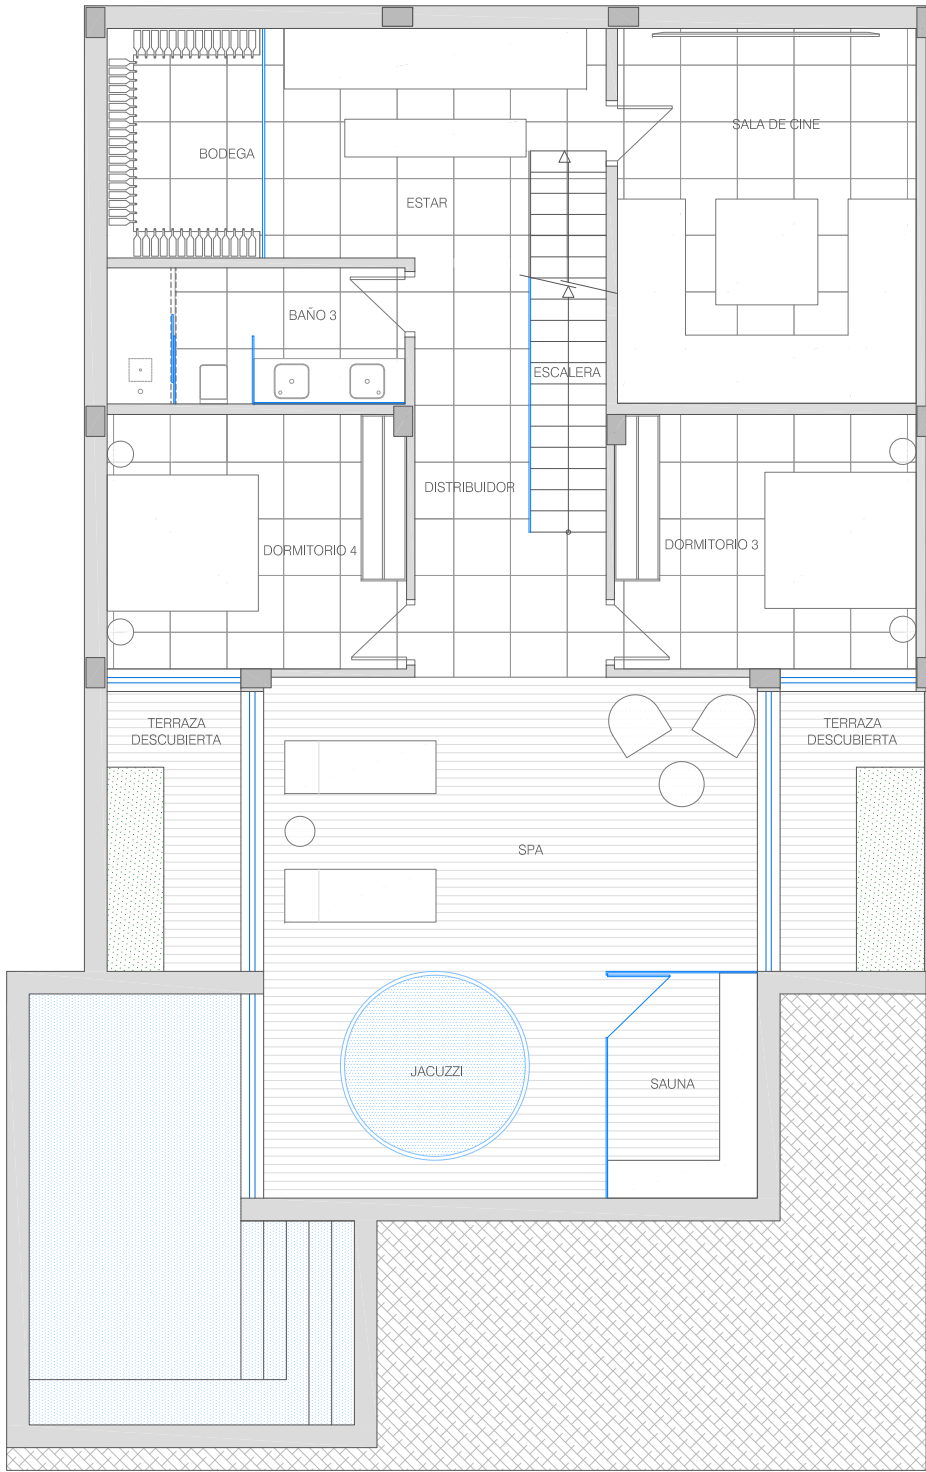 SALA DE CINE
BODEGA
ESTAR
BAÑO 3
ESCALERA
DISTRIBUIDOR
DORMITORIO 4
DORMITORIO 3
TERRAZA
DESCUBIERTA
TERRAZA
DESCUBIERTA
SPA
JACUZZI
SAUNA